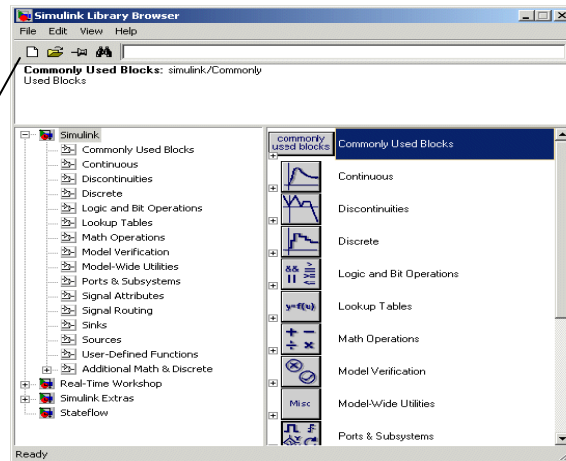 Simulink Library Browser
File Edit View Help
Commonly Used Blocks: simulink/Commonly
Used Blocks
Simulink
Commonly Used Blocks
Continuous
Discontinuities
Discrete
Logic and Bit Operations
Lookup Tables
Math Operations
Model Verification
Model-Wide Utilities
Ports & Subsystems
Signal Attributes
Signal Routing
Sinks
Sources
User-Defined Functions
Additional Math & Discrete
Real-Time Workshop
Simulink Extras
Stateflow
commonly
used blocks
Commonly Used Blocks
Continuous
Discontinuities
Discrete
&& >=
|| <=
Logic and Bit Operations
y=f(u)
Lookup Tables
+ −
÷ ×
Math Operations
Model Verification
Misc
Model-Wide Utilities
Ports & Subsystems
Ready